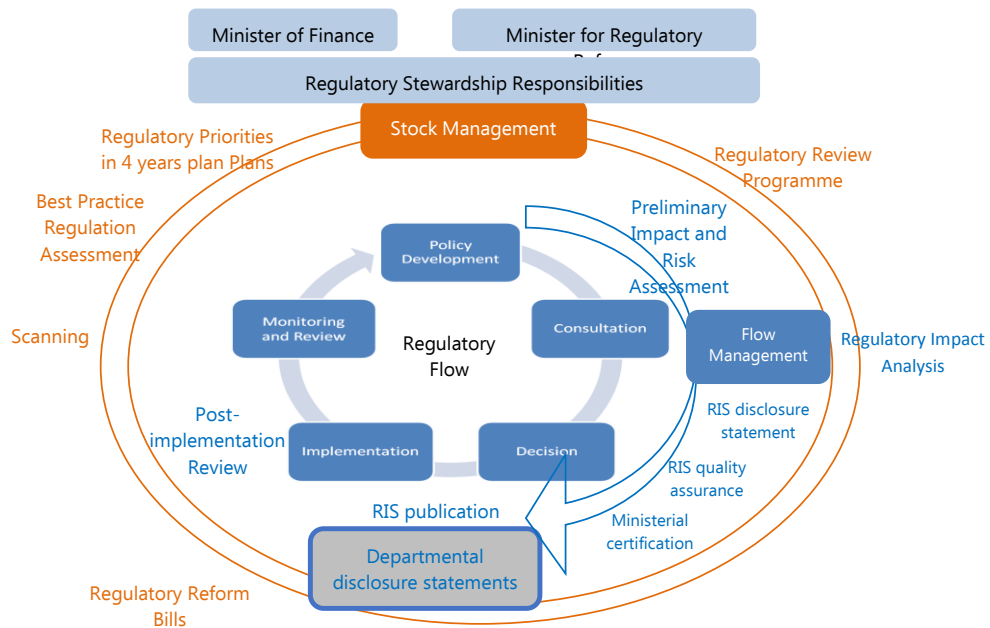 Minister of Finance
Minister for Regulatory
Regulatory Stewardship Responsibilities
Stock Management
Regulatory Priorities
in 4 years plan Plans
Regulatory Review
Programme
Best Practice
Regulation
Assessment
Preliminary
Impact and
Risk
Assessment
Policy
Development
Monitoring
and Review
Consultation
Scanning
Regulatory
Flow
Flow
Management
Regulatory Impact
Analysis
Post-
implementation
Review
Implementation
Decision
RIS disclosure
statement
RIS quality
assurance
RIS publication
Ministerial
certification
Departmental
disclosure statements
Regulatory Reform
Bills